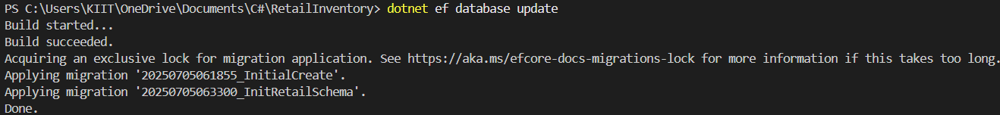 PS C:\Users\KIIT\OneDrive\Documents\C#\RetailInventory> dotnet ef database update
Build started...
Build succeeded.
Acquiring an exclusive lock for migration application. See https://aka.ms/efcore-docs-migrations-lock for more information if this takes too long.
Applying migration '20250705061855_InitialCreate'.
Applying migration '20250705063300_InitRetailSchema'.
Done.